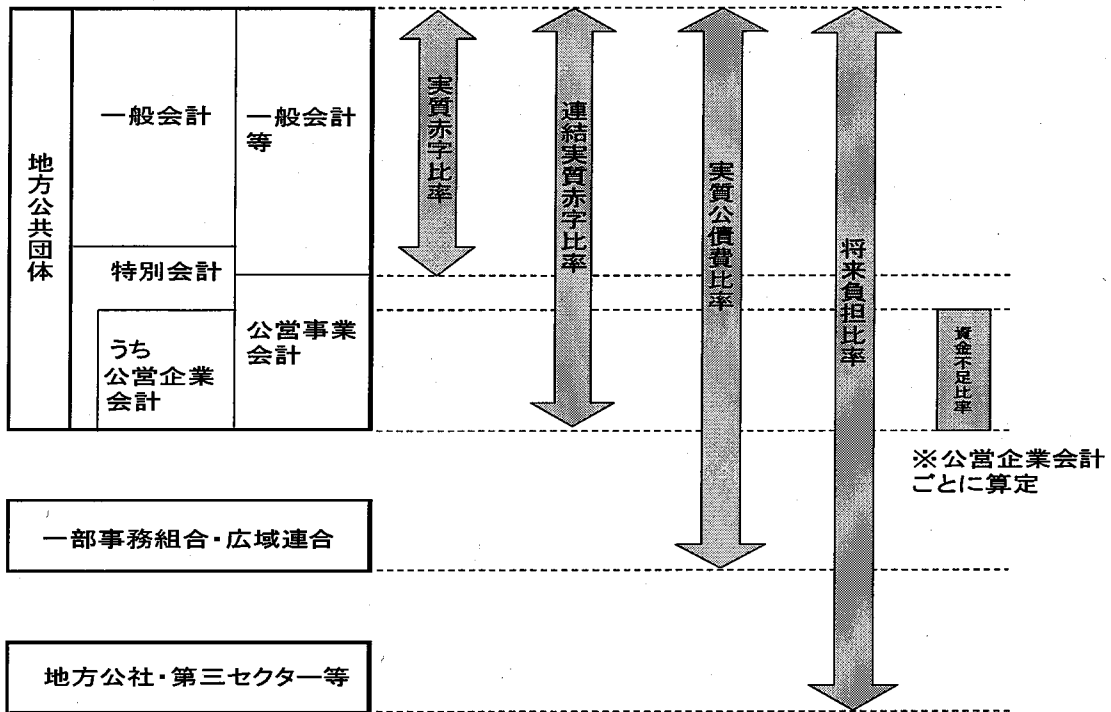 地方公共団体
一般会計
一般会計
等
特別会計
うち
公営企業
会計
公営事業
会計
実質赤字比率
連結実質赤字比率
実質公債費比率
将来負担比率
資金不足比率
※公営企業会計
ごとに算定
一部事務組合・広域連合
地方公社・第三セクター等